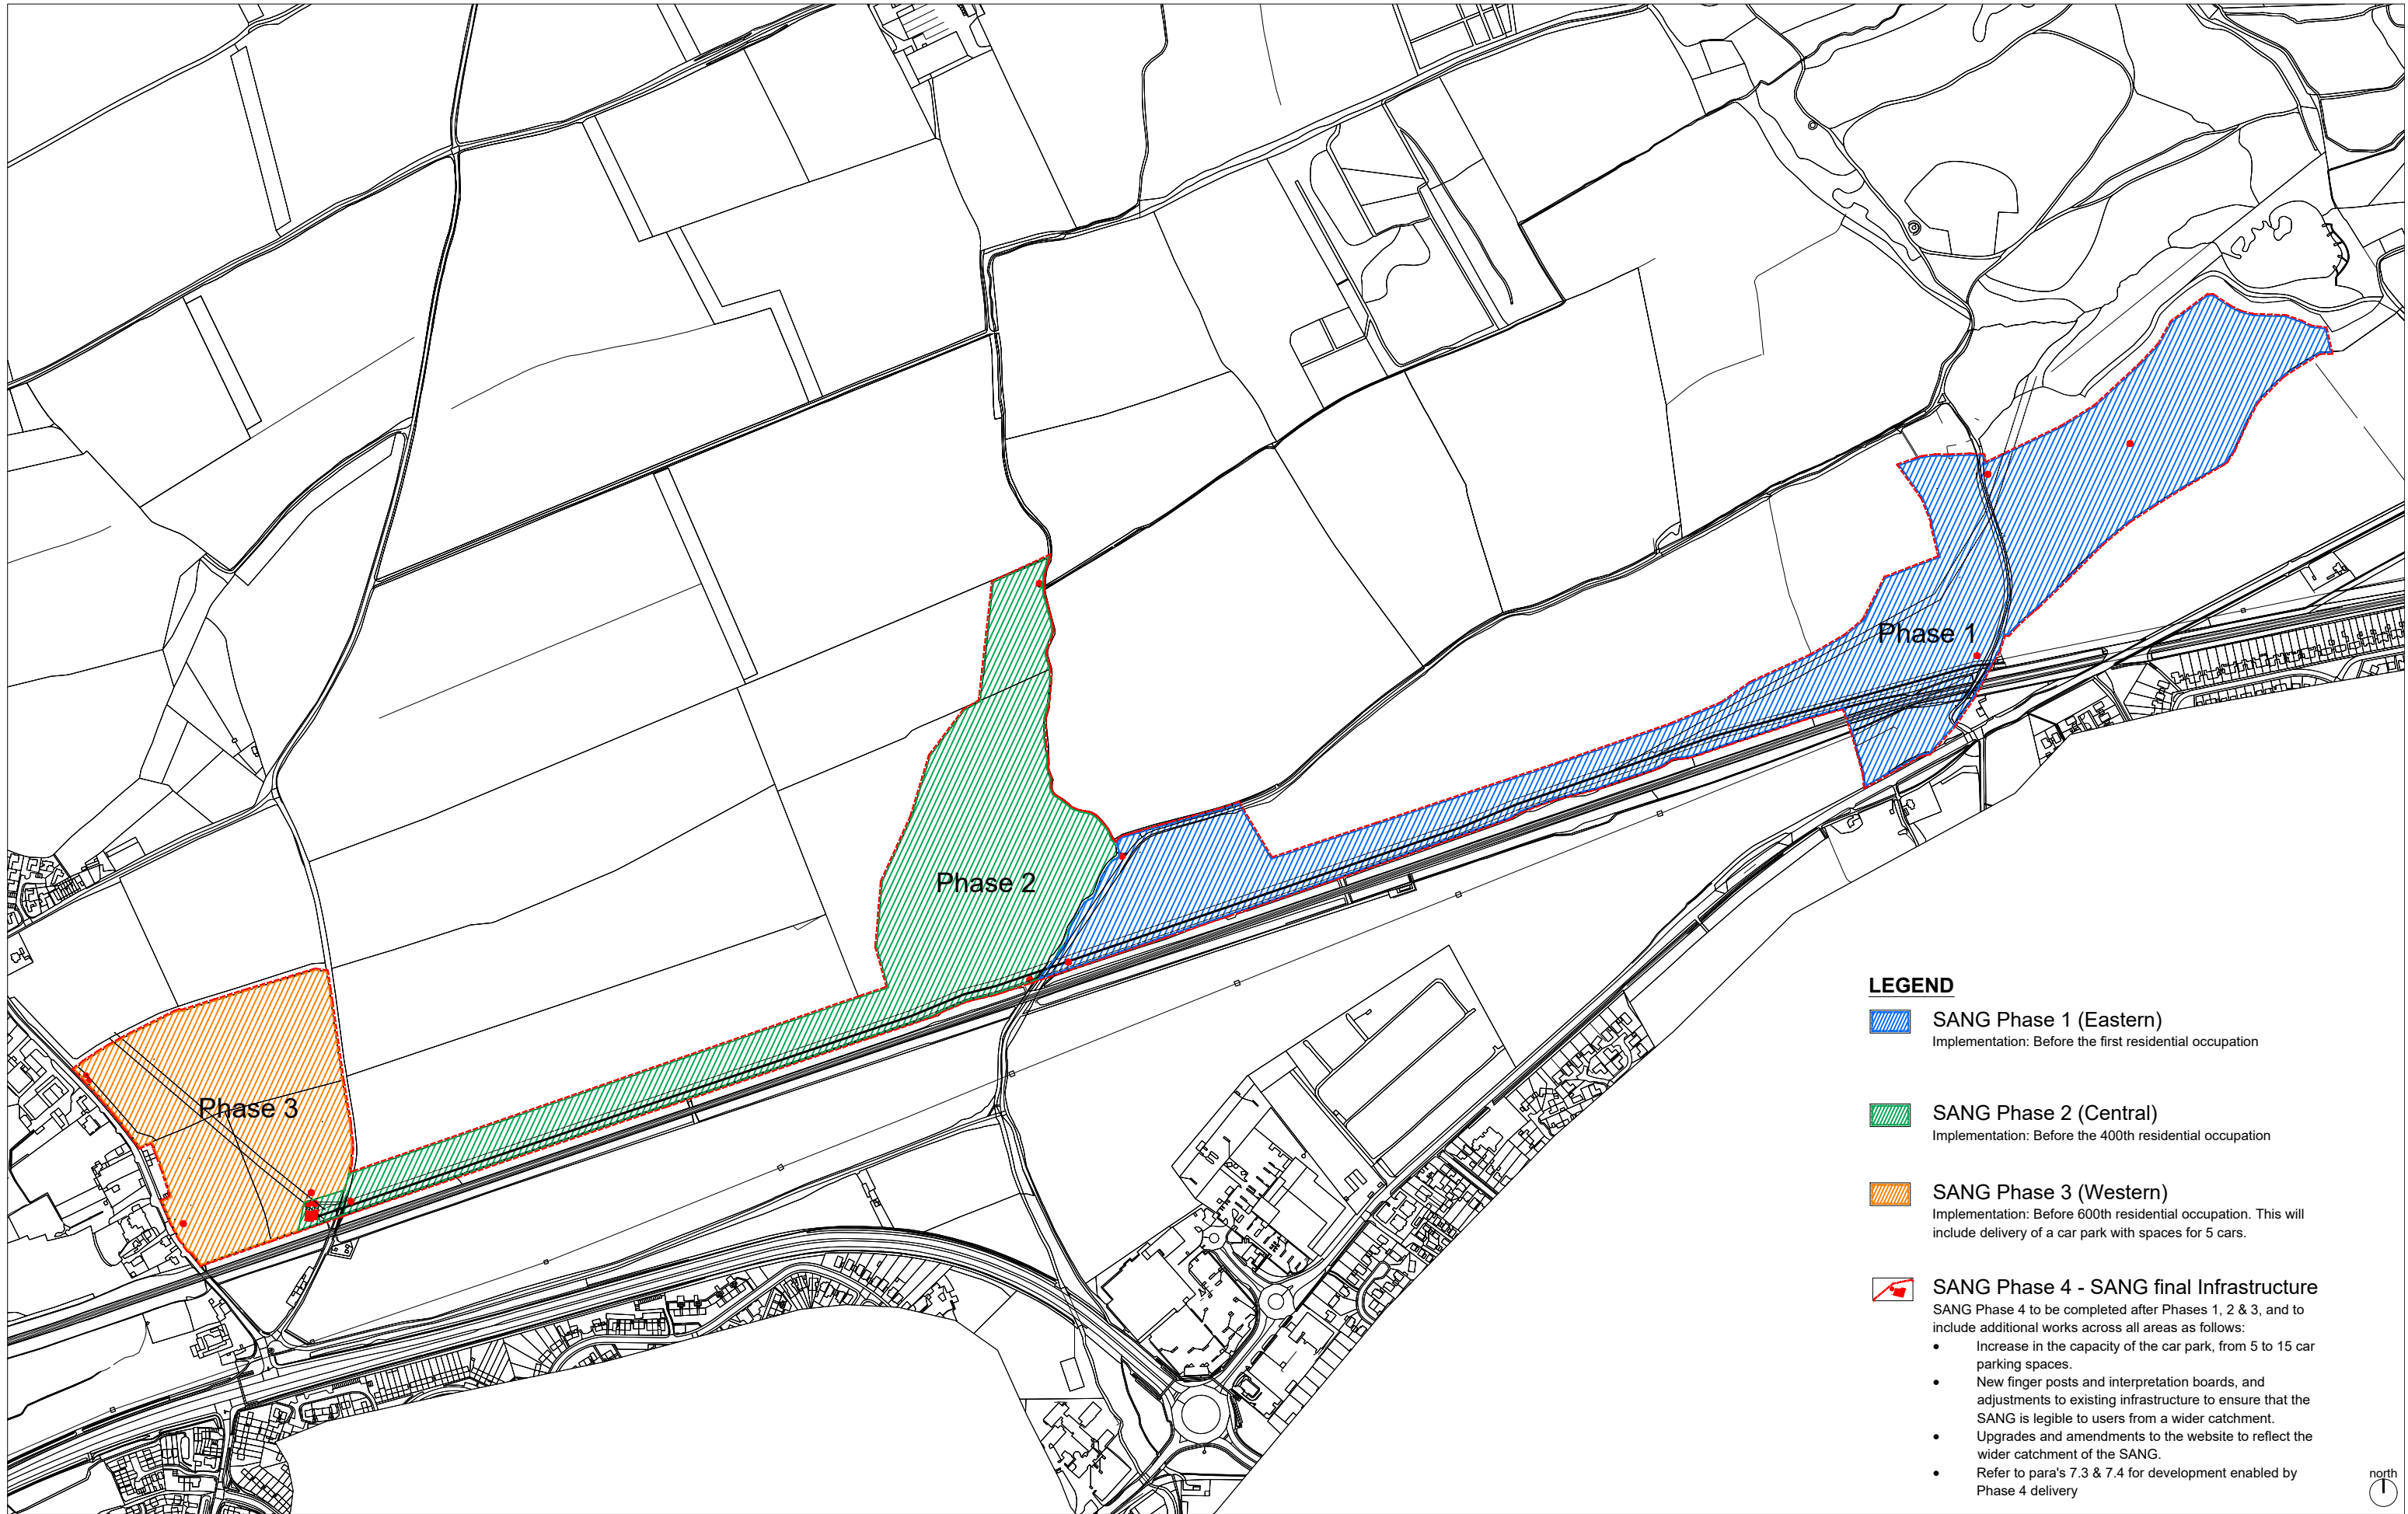 Phase 1
Phase 2
Phase 3
LEGEND
SANG Phase 1 (Eastern)
Implementation: Before the first residential occupation
SANG Phase 2 (Central)
Implementation: Before the 400th residential occupation
SANG Phase 3 (Western)
Implementation: Before 600th residential occupation. This will
include delivery of a car park with spaces for 5 cars.
SANG Phase 4 - SANG final Infrastructure
SANG Phase 4 to be completed after Phases 1, 2 & 3, and to
include additional works across all areas as follows:
• Increase in the capacity of the car park, from 5 to 15 car
parking spaces.
• New finger posts and interpretation boards, and
adjustments to existing infrastructure to ensure that the
SANG is legible to users from a wider catchment.
• Upgrades and amendments to the website to reflect the
wider catchment of the SANG.
• Refer to para's 7.3 & 7.4 for development enabled by
Phase 4 delivery
north